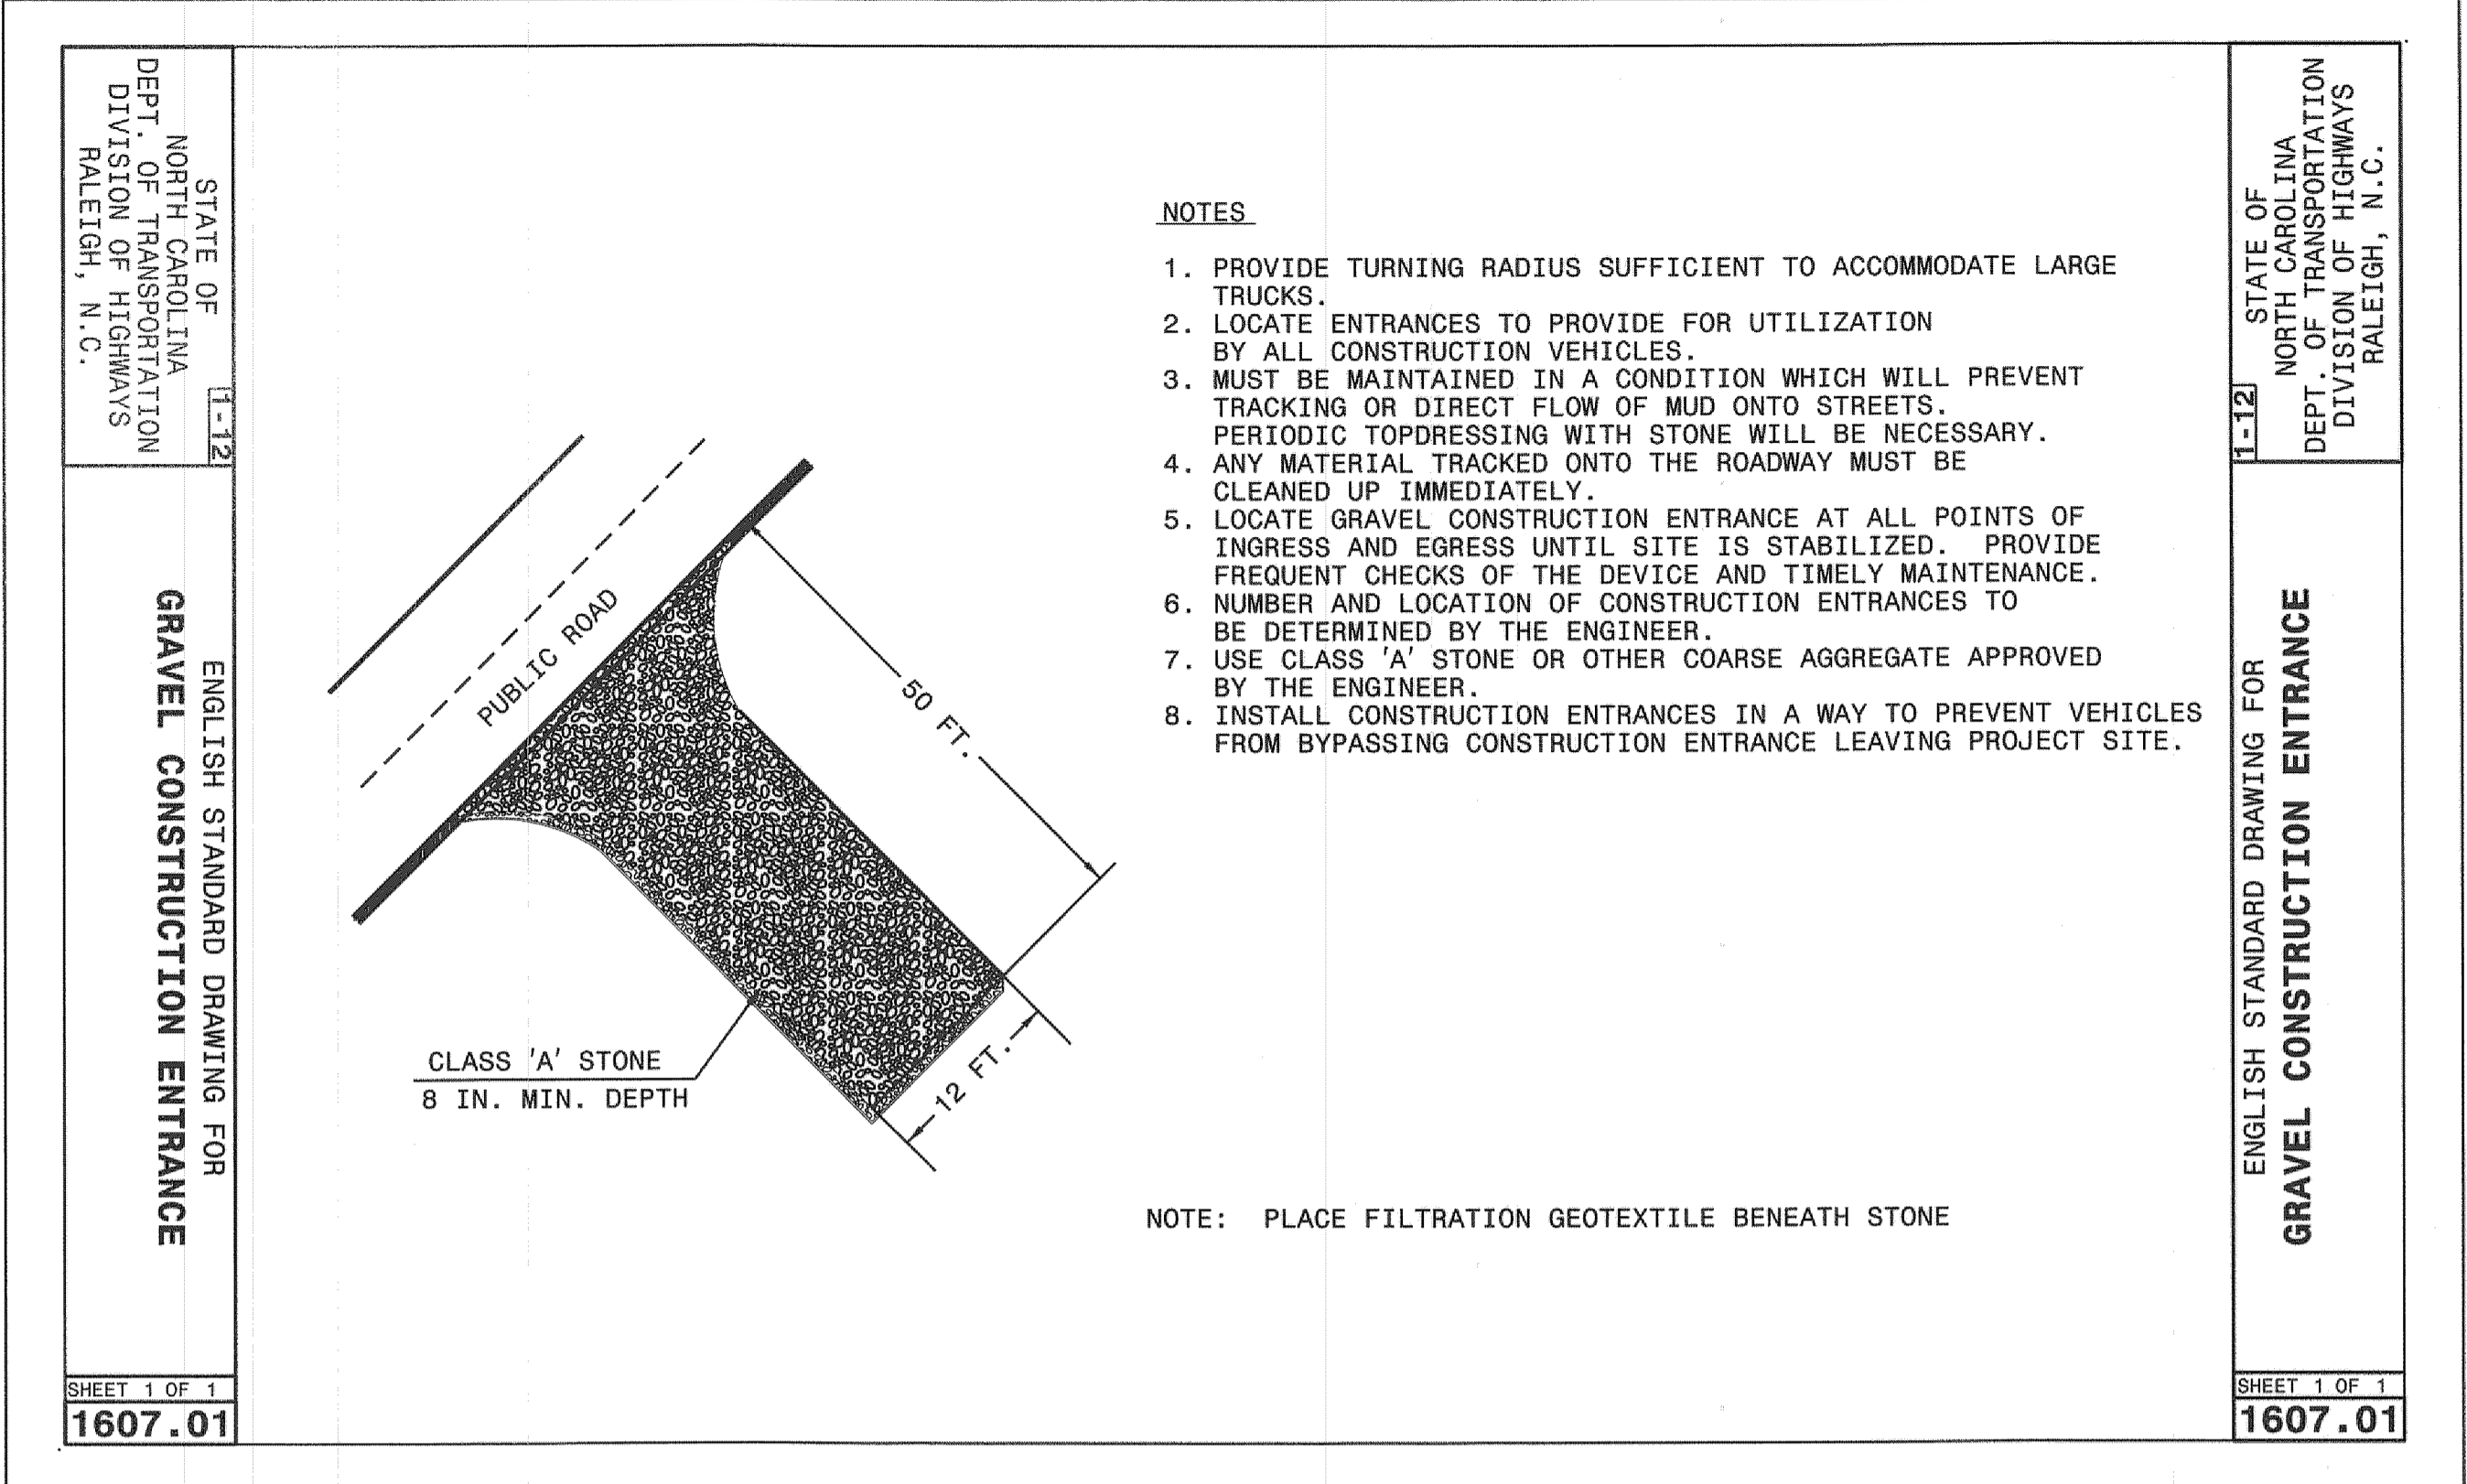 STATE OF
NORTH CAROLINA
DEPT. OF TRANSPORTATION
DIVISION OF HIGHWAYS
RALEIGH, N.C.
1-12
ENGLISH STANDARD DRAWING FOR
GRAVEL CONSTRUCTION ENTRANCE
SHEET 1 OF 1
1607.01
PUBLIC ROAD
50 FT.
12 FT.
CLASS 'A' STONE
8 IN. MIN. DEPTH
NOTES
1. PROVIDE TURNING RADIUS SUFFICIENT TO ACCOMMODATE LARGE
TRUCKS.
2. LOCATE ENTRANCES TO PROVIDE FOR UTILIZATION
BY ALL CONSTRUCTION VEHICLES.
3. MUST BE MAINTAINED IN A CONDITION WHICH WILL PREVENT
TRACKING OR DIRECT FLOW OF MUD ONTO STREETS.
PERIODIC TOPDRESSING WITH STONE WILL BE NECESSARY.
4. ANY MATERIAL TRACKED ONTO THE ROADWAY MUST BE
CLEANED UP IMMEDIATELY.
5. LOCATE GRAVEL CONSTRUCTION ENTRANCE AT ALL POINTS OF
INGRESS AND EGRESS UNTIL SITE IS STABILIZED. PROVIDE
FREQUENT CHECKS OF THE DEVICE AND TIMELY MAINTENANCE.
6. NUMBER AND LOCATION OF CONSTRUCTION ENTRANCES TO
BE DETERMINED BY THE ENGINEER.
7. USE CLASS 'A' STONE OR OTHER COARSE AGGREGATE APPROVED
BY THE ENGINEER.
8. INSTALL CONSTRUCTION ENTRANCES IN A WAY TO PREVENT VEHICLES
FROM BYPASSING CONSTRUCTION ENTRANCE LEAVING PROJECT SITE.
NOTE: PLACE FILTRATION GEOTEXTILE BENEATH STONE
1-12
STATE OF
NORTH CAROLINA
DEPT. OF TRANSPORTATION
DIVISION OF HIGHWAYS
RALEIGH, N.C.
ENGLISH STANDARD DRAWING FOR
GRAVEL CONSTRUCTION ENTRANCE
SHEET 1 OF 1
1607.01